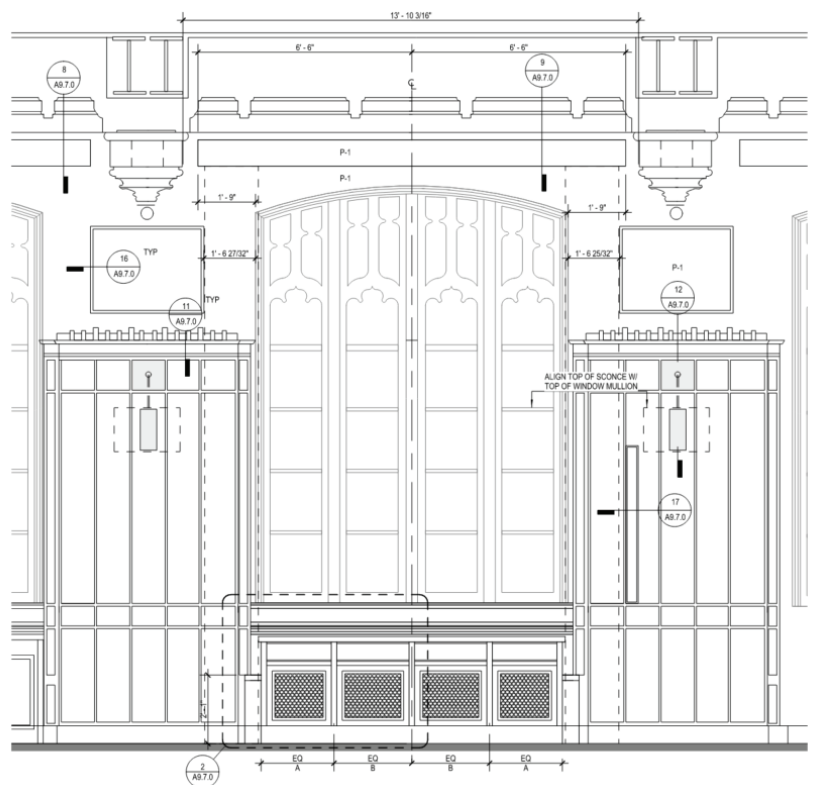 13' - 10 3/16"
6' - 6"
6' - 6"
8
A9.7.0
9
A9.7.0
P-1
P-1
1' - 9"
1' - 9"
TYP
1' - 6 27/32"
1' - 6 25/32"
16
A9.7.0
P-1
TYP
11
A9.7.0
12
A9.7.0
ALIGN TOP OF SCONCE W/
TOP OF WINDOW MULLION
17
A9.7.0
EQ
EQ
EQ
EQ
A
B
B
A
2
A9.7.0